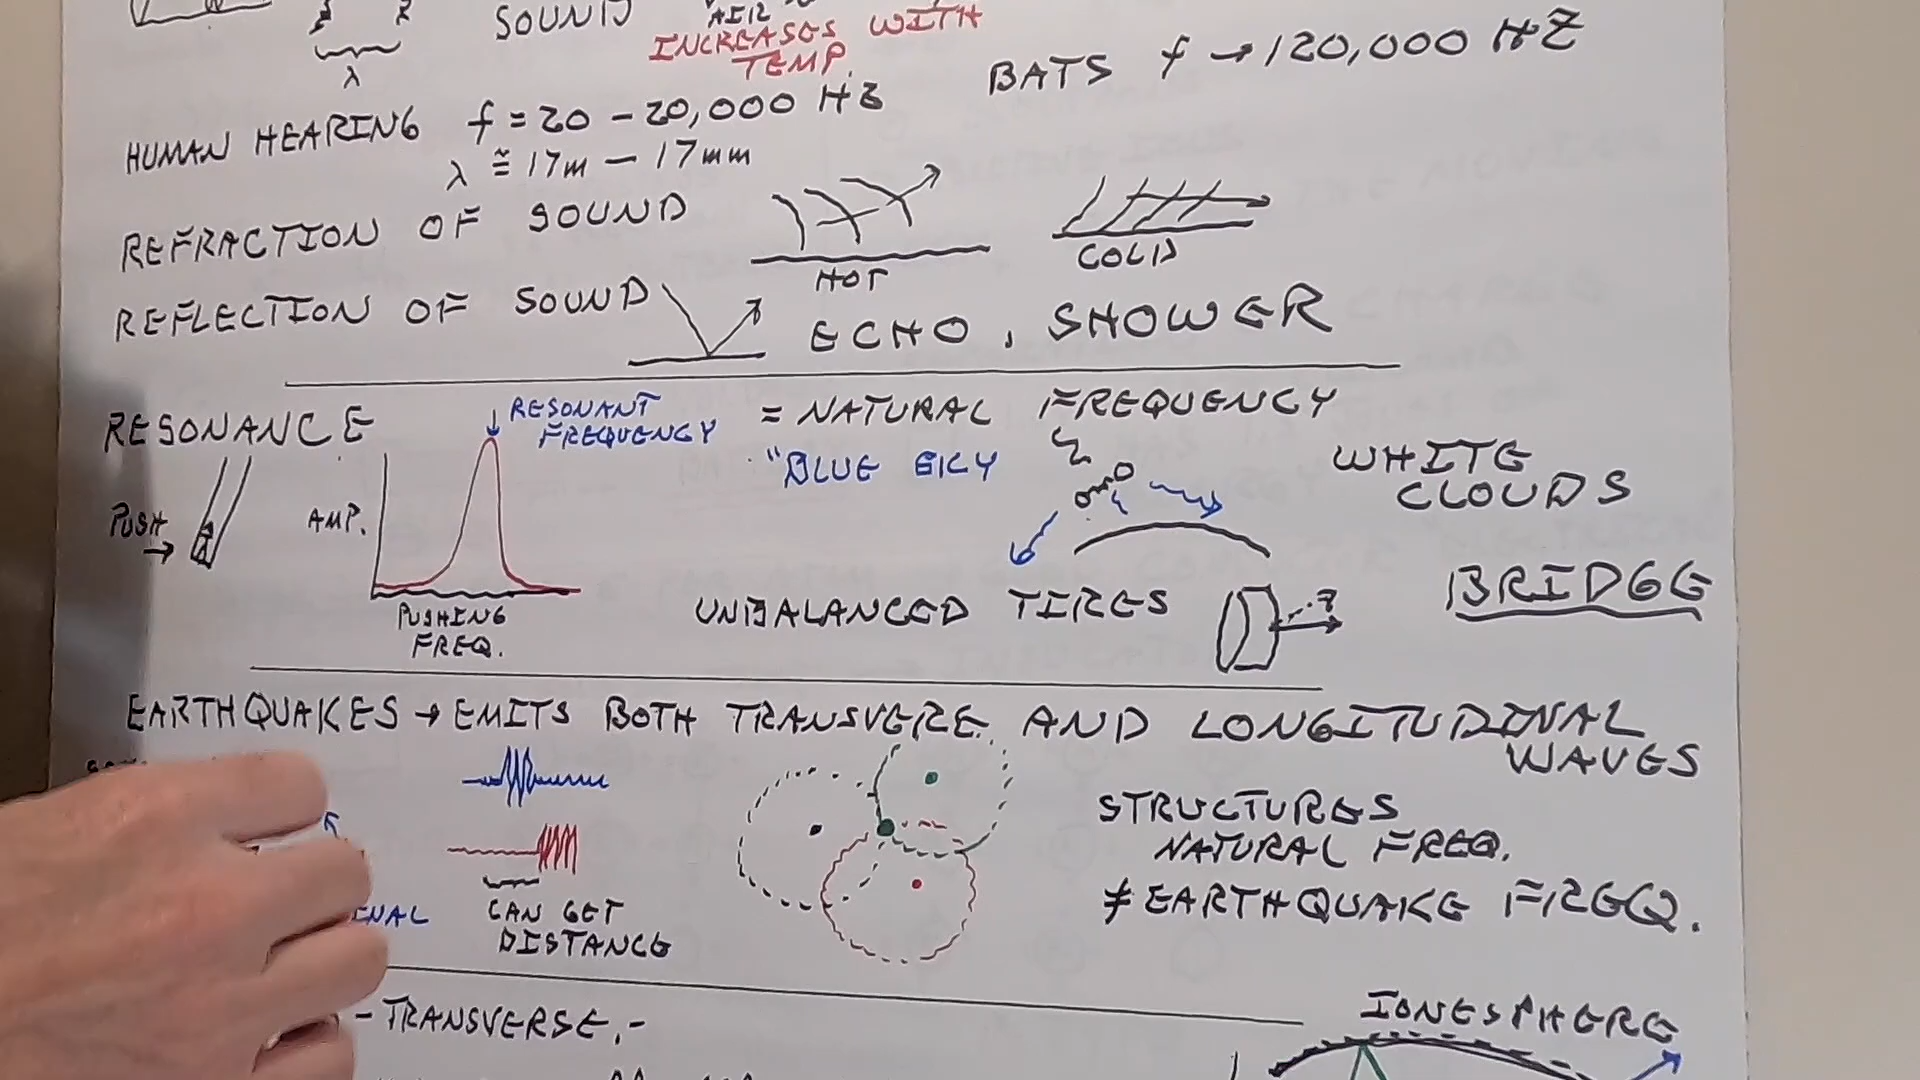 SOUND
AIR
INCREASES WITH
TEMP.
λ
BATS f → 120,000 HZ
HUMAN HEARING f = 20 - 20,000 HZ
λ ≅ 17m - 17mm
REFRACTION OF SOUND
HOT
COLD
REFLECTION OF SOUND
ECHO, SHOWER
RESONANCE
RESONANT
FREQUENCY
= NATURAL FREQUENCY
"BLUE SKY
WHITE
CLOUDS
PUSH
AMP.
PUSHING
FREQ.
UNBALANCED TIRES
BRIDGE
EARTHQUAKES → EMITS BOTH TRANSVERE AND LONGITUDINAL
WAVES
STRUCTURES
NATURAL FREQ.
≠ EARTHQUAKE FREQ.
INAL
CAN GET
DISTANCE
- TRANSVERSE.-
IONESPHERE